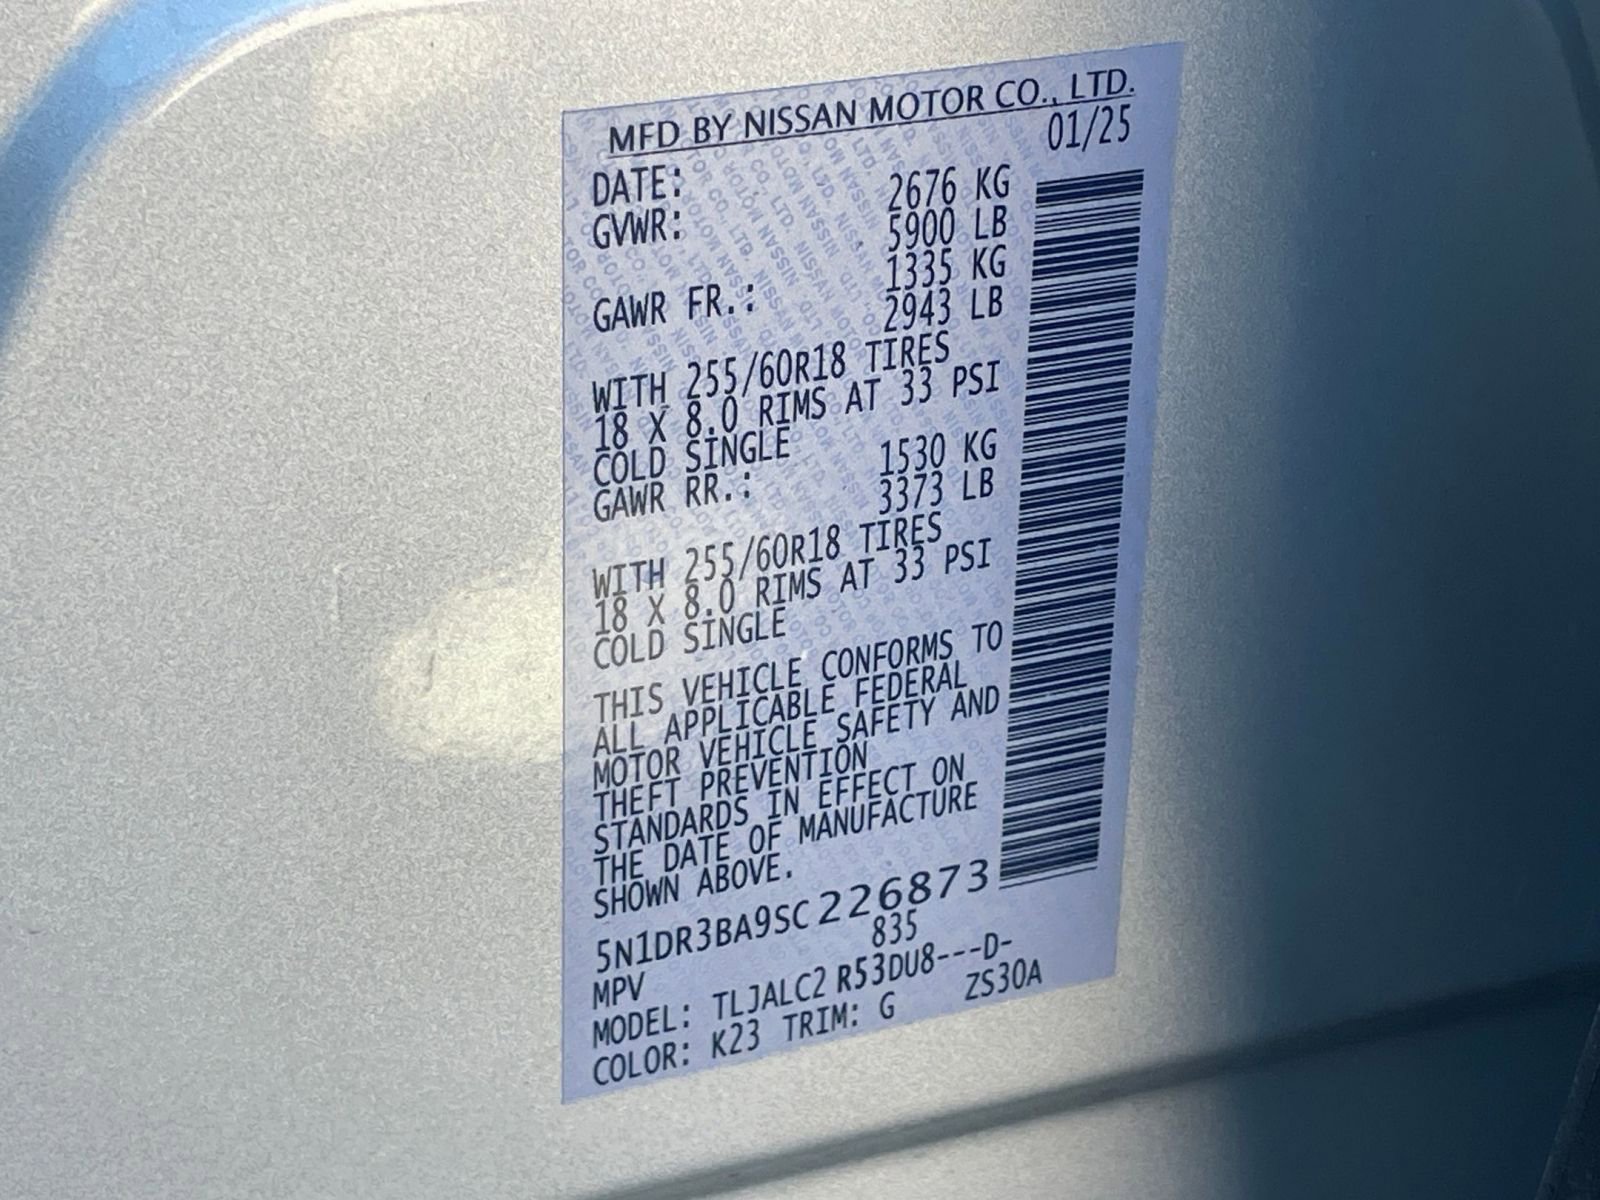 MFD BY NISSAN MOTOR CO., LTD.
DATE: 01/25
GVWR: 2676 KG
5900 LB
GAWR FR.: 1335 KG
2943 LB
WITH 255/60R18 TIRES
18 X 8.0 RIMS AT 33 PSI
COLD SINGLE
GAWR RR.: 1530 KG
3373 LB
WITH 255/60R18 TIRES
18 X 8.0 RIMS AT 33 PSI
COLD SINGLE
THIS VEHICLE CONFORMS TO
ALL APPLICABLE FEDERAL
MOTOR VEHICLE SAFETY AND
THEFT PREVENTION
STANDARDS IN EFFECT ON
THE DATE OF MANUFACTURE
SHOWN ABOVE.
5N1DR3BA9SC226873
MPV 835
MODEL: TLJALC2 R53DU8---D-
COLOR: K23 TRIM: G ZS30A